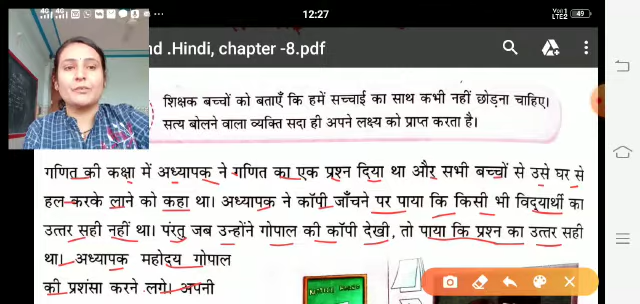 12:27
nd .Hindi, chapter -8.pdf
शिक्षक बच्चों को बताएँ कि हमें सच्चाई का साथ कभी नहीं छोड़ना चाहिए।
सत्य बोलने वाला व्यक्ति सदा ही अपने लक्ष्य को प्राप्त करता है।
गणित की कक्षा में अध्यापक ने गणित का एक प्रश्न दिया था और सभी बच्चों से उसे घर से
हल करके लाने को कहा था। अध्यापक ने कॉपी जाँचने पर पाया कि किसी भी विद्यार्थी का
उत्तर सही नहीं था। परंतु जब उन्होंने गोपाल की कॉपी देखी, तो पाया कि प्रश्न का उत्तर सही
था। अध्यापक महोदय गोपाल
की प्रशंसा करने लगे। अपनी